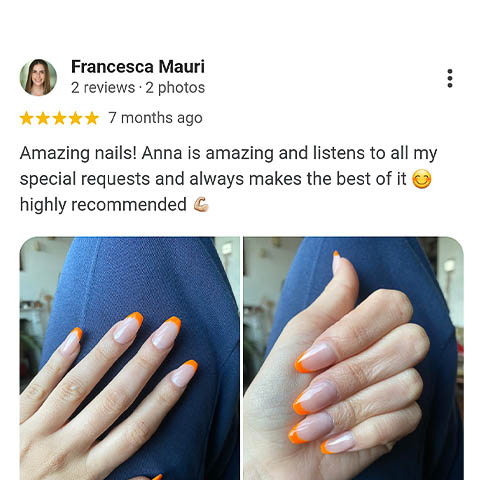 Francesca Mauri
2 reviews · 2 photos
7 months ago
Amazing nails! Anna is amazing and listens to all my
special requests and always makes the best of it 😊
highly recommended 💪🏼